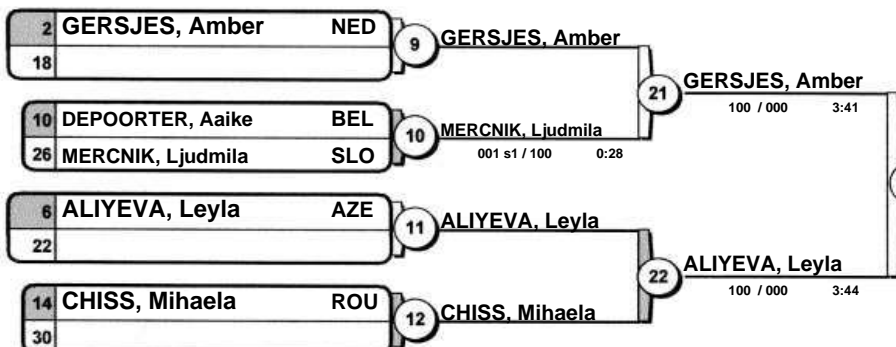 2 GERSJES, Amber NED
18
9
GERSJES, Amber
10 DEPOORTER, Aaike BEL
26 MERCNIK, Ljudmila SLO
10
MERCNIK, Ljudmila
001 s1 / 100 0:28
21
GERSJES, Amber
100 / 000 3:41
6 ALIYEVA, Leyla AZE
22
11
ALIYEVA, Leyla
14 CHISS, Mihaela ROU
30
12
CHISS, Mihaela
22
ALIYEVA, Leyla
100 / 000 3:44